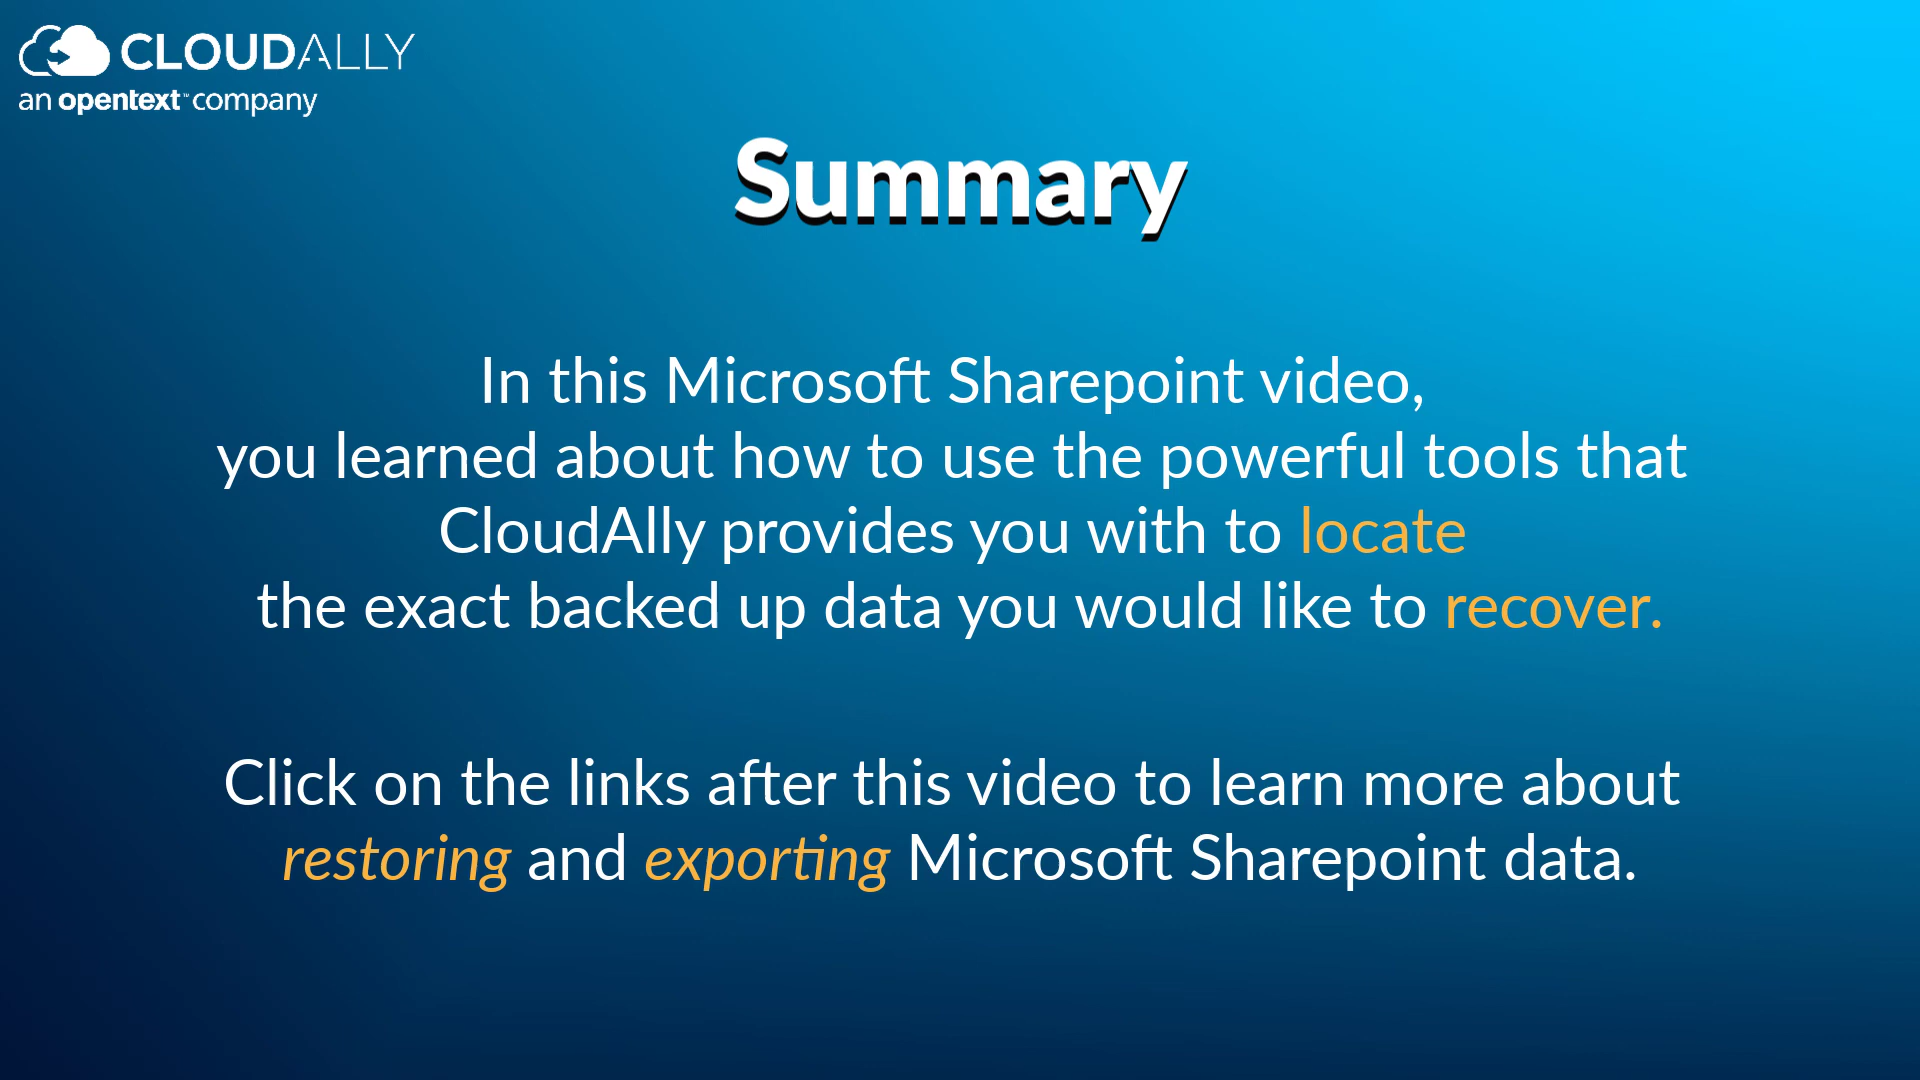 CLOUDALLY
an opentext™ company
Summary
In this Microsoft Sharepoint video,
you learned about how to use the powerful tools that
CloudAlly provides you with to locate
the exact backed up data you would like to recover.
Click on the links after this video to learn more about
restoring and exporting Microsoft Sharepoint data.